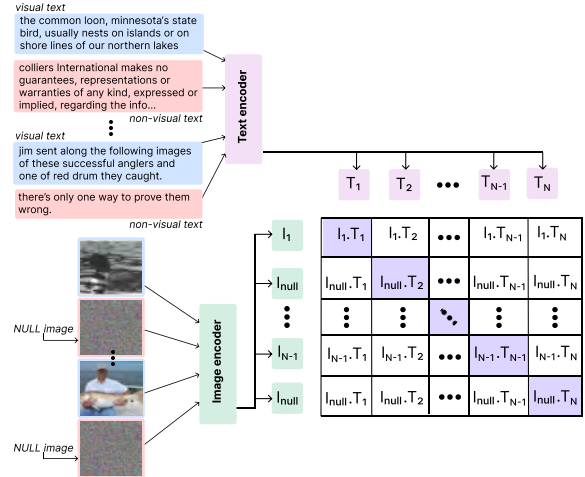 visual text
the common loon, minnesota's state
bird, usually nests on islands or on
shore lines of our northern lakes
colliers International makes no
guarantees, representations or
warranties of any kind, expressed or
implied, regarding the info...
non-visual text
visual text
jim sent along the following images
of these successful anglers and
one of red drum they caught.
there's only one way to prove them
wrong.
non-visual text
Text encoder
T1 T2 ••• TN-1 TN
NULL image
NULL image
Image encoder
I1
Inull
IN-1
Inull
I1.T1 I1.T2 ••• I1.TN-1 I1.TN
Inull.T1 Inull.T2 ••• Inull.TN-1 Inull.TN
IN-1.T1 IN-1.T2 ••• IN-1.TN-1 IN-1.TN
Inull.T1 Inull.T2 ••• Inull.TN-1 Inull.TN